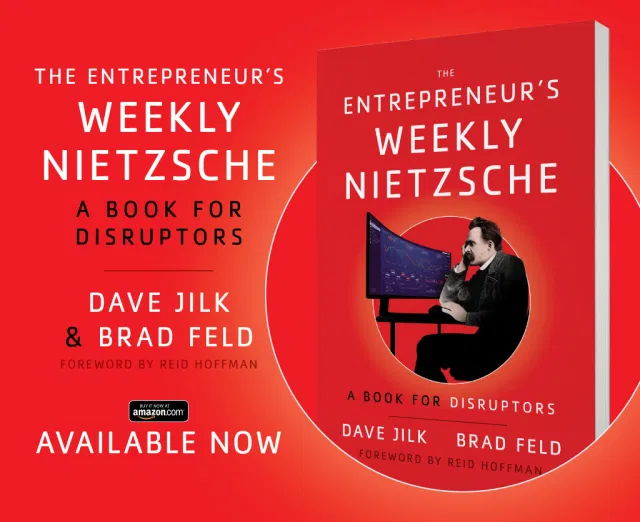 THE ENTREPRENEUR'S
WEEKLY
NIETZSCHE
A BOOK FOR
DISRUPTORS
DAVE JILK
& BRAD FELD
FOREWORD BY REID HOFFMAN
BUY IT NOW AT
amazon.com
AVAILABLE NOW
THE
ENTREPRENEUR'S
WEEKLY
NIETZSCHE
A BOOK FOR DISRUPTORS
DAVE JILK BRAD FELD
FOREWORD BY REID HOFFMAN